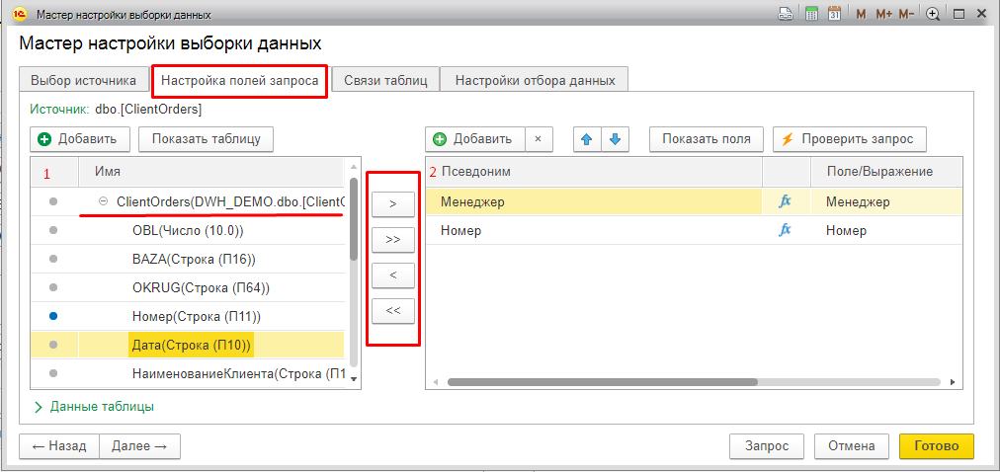 1С Мастер настройки выборки данных M M+ M-
Мастер настройки выборки данных
Выбор источника Настройка полей запроса Связи таблиц Настройки отбора данных
Источник: dbo.[ClientOrders]
Добавить Показать таблицу Добавить × Показать поля Проверить запрос
1 Имя 2 Псевдоним Поле/Выражение
ClientOrders(DWH_DEMO.dbo.[ClientO > Менеджер fx Менеджер
OBL(Число (10.0)) >> Номер fx Номер
BAZA(Строка (П16))
OKRUG(Строка (П64)) <
Номер(Строка (П11)) <<
Дата(Строка (П10))
НаименованиеКлиента(Строка (П1
Данные таблицы
← Назад Далее → Запрос Отмена Готово